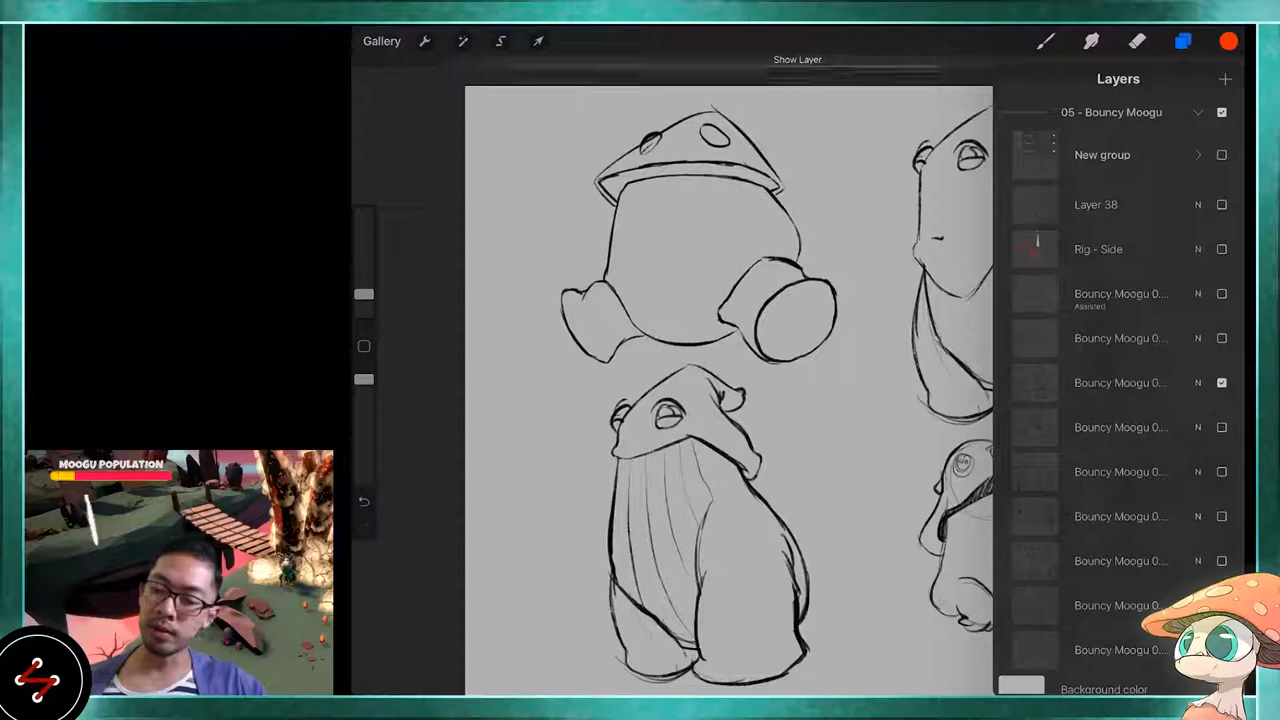 Gallery
Show Layer
Layers
05 - Bouncy Moogu
New group
Layer 38 N
Rig - Side N
Bouncy Moogu 0.... N
Assisted
Bouncy Moogu 0.... N
Bouncy Moogu 0.... N
Bouncy Moogu 0.... N
Bouncy Moogu 0.... N
Bouncy Moogu 0.... N
Bouncy Moogu 0.... N
Bouncy Moogu 0....
Bouncy Moogu 0....
Background color
MOOGU POPULATION